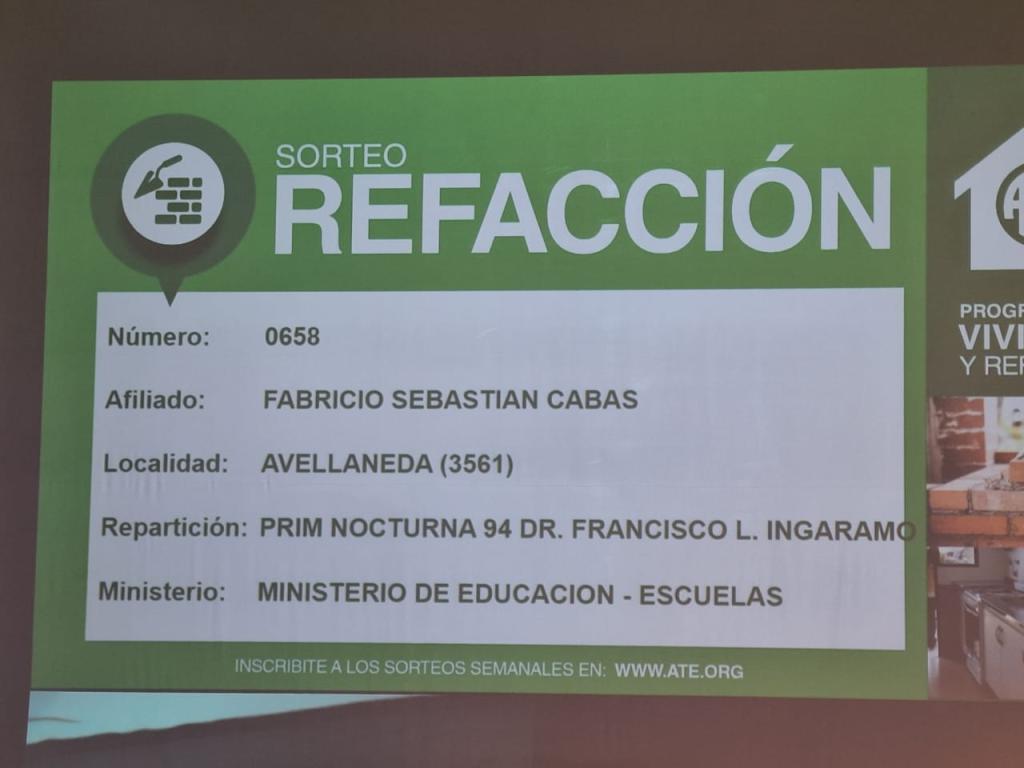 SORTEO
REFACCIÓN
Número: 0658
Afiliado: FABRICIO SEBASTIAN CABAS
Localidad: AVELLANEDA (3561)
Repartición: PRIM NOCTURNA 94 DR. FRANCISCO L. INGARAMO
Ministerio: MINISTERIO DE EDUCACION - ESCUELAS
INSCRIBITE A LOS SORTEOS SEMANALES EN: WWW.ATE.ORG
Y